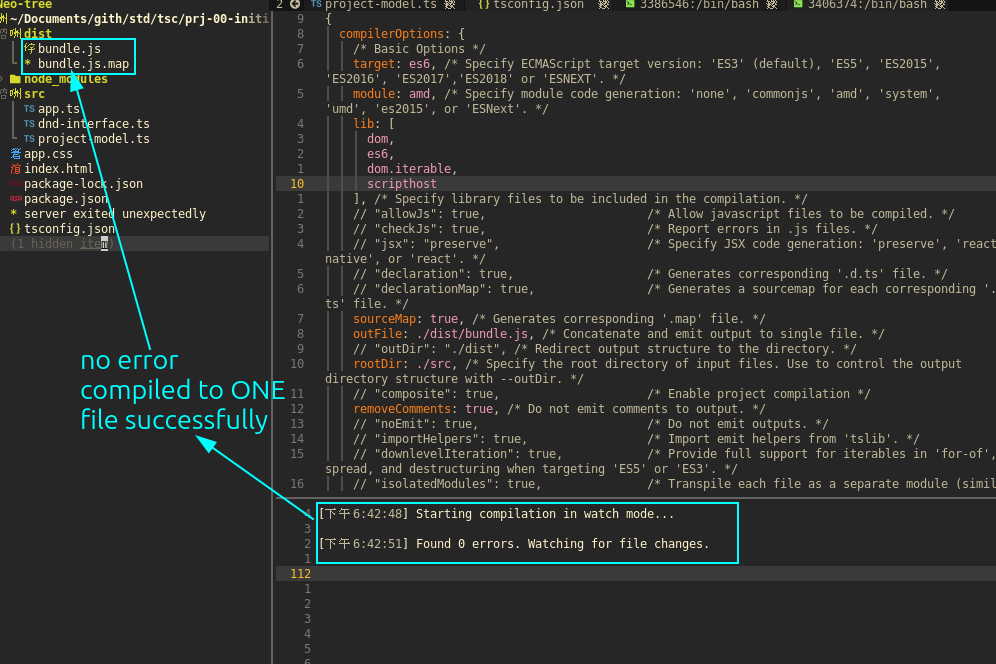 Neo-tree
~/Documents/gith/std/tsc/prj-00-initi
dist
bundle.js
* bundle.js.map
node_modules
src
TS app.ts
TS dnd-interface.ts
TS project-model.ts
app.css
index.html
package-lock.json
package.json
* server exited unexpectedly
{} tsconfig.json
(1 hidden item)
no error
compiled to ONE
file successfully
2 TS project-model.ts {} tsconfig.json 3386546:/bin/bash 3406374:/bin/bash
9 {
8 compilerOptions: {
7 /* Basic Options */
6 target: es6, /* Specify ECMAScript target version: 'ES3' (default), 'ES5', 'ES2015',
'ES2016', 'ES2017','ES2018' or 'ESNEXT'. */
5 module: amd, /* Specify module code generation: 'none', 'commonjs', 'amd', 'system',
'umd', 'es2015', or 'ESNext'. */
4 lib: [
3 dom,
2 es6,
1 dom.iterable,
10 scripthost
1 ], /* Specify library files to be included in the compilation. */
2 // "allowJs": true, /* Allow javascript files to be compiled. */
3 // "checkJs": true, /* Report errors in .js files. */
4 // "jsx": "preserve", /* Specify JSX code generation: 'preserve', 'react
native', or 'react'. */
5 // "declaration": true, /* Generates corresponding '.d.ts' file. */
6 // "declarationMap": true, /* Generates a sourcemap for each corresponding '.
ts' file. */
7 sourceMap: true, /* Generates corresponding '.map' file. */
8 outFile: ./dist/bundle.js, /* Concatenate and emit output to single file. */
9 // "outDir": "./dist", /* Redirect output structure to the directory. */
10 rootDir: ./src, /* Specify the root directory of input files. Use to control the output
directory structure with --outDir. */
11 // "composite": true, /* Enable project compilation */
12 removeComments: true, /* Do not emit comments to output. */
13 // "noEmit": true, /* Do not emit outputs. */
14 // "importHelpers": true, /* Import emit helpers from 'tslib'. */
15 // "downlevelIteration": true, /* Provide full support for iterables in 'for-of',
spread, and destructuring when targeting 'ES5' or 'ES3'. */
16 // "isolatedModules": true, /* Transpile each file as a separate module (simil
4 [下午6:42:48] Starting compilation in watch mode...
3
2 [下午6:42:51] Found 0 errors. Watching for file changes.
1
112
1
2
3
4
5
6